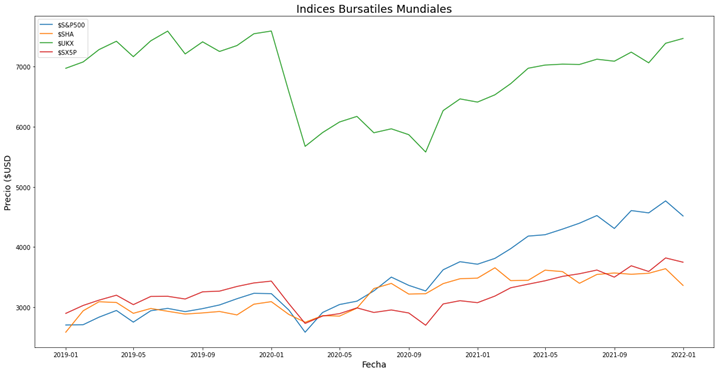 Indices Bursatiles Mundiales
$S&P500
$SHA
$UKX
$SX5P
7000
6000
5000
4000
3000
Precio ($USD
2019-01
2019-05
2019-09
2020-01
2020-05
2020-09
2021-01
2021-05
2021-09
2022-01
Fecha